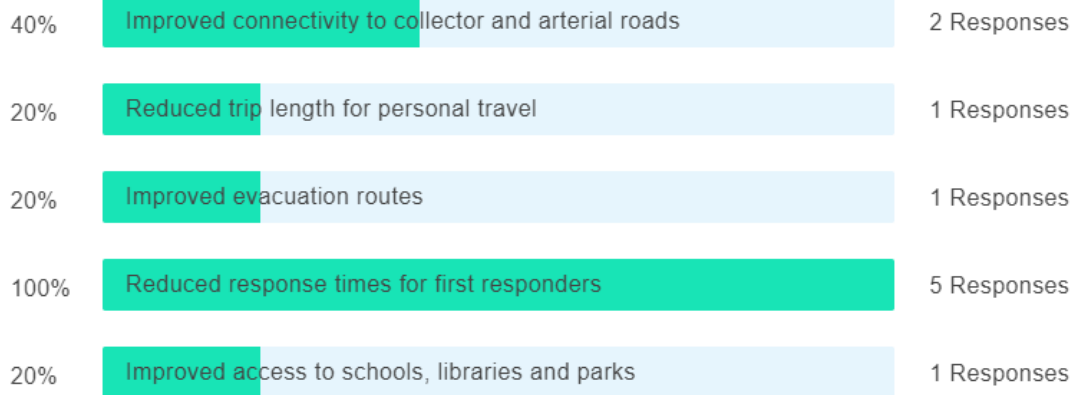 40% Improved connectivity to collector and arterial roads 2 Responses
20% Reduced trip length for personal travel 1 Responses
20% Improved evacuation routes 1 Responses
100% Reduced response times for first responders 5 Responses
20% Improved access to schools, libraries and parks 1 Responses